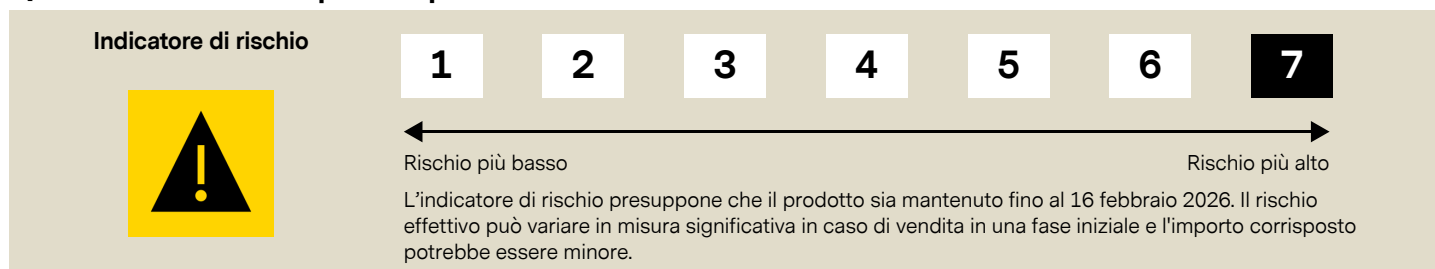 Indicatore di rischio
1 2 3 4 5 6 7
Rischio più basso Rischio più alto
L'indicatore di rischio presuppone che il prodotto sia mantenuto fino al 16 febbraio 2026. Il rischio
effettivo può variare in misura significativa in caso di vendita in una fase iniziale e l'importo corrisposto
potrebbe essere minore.